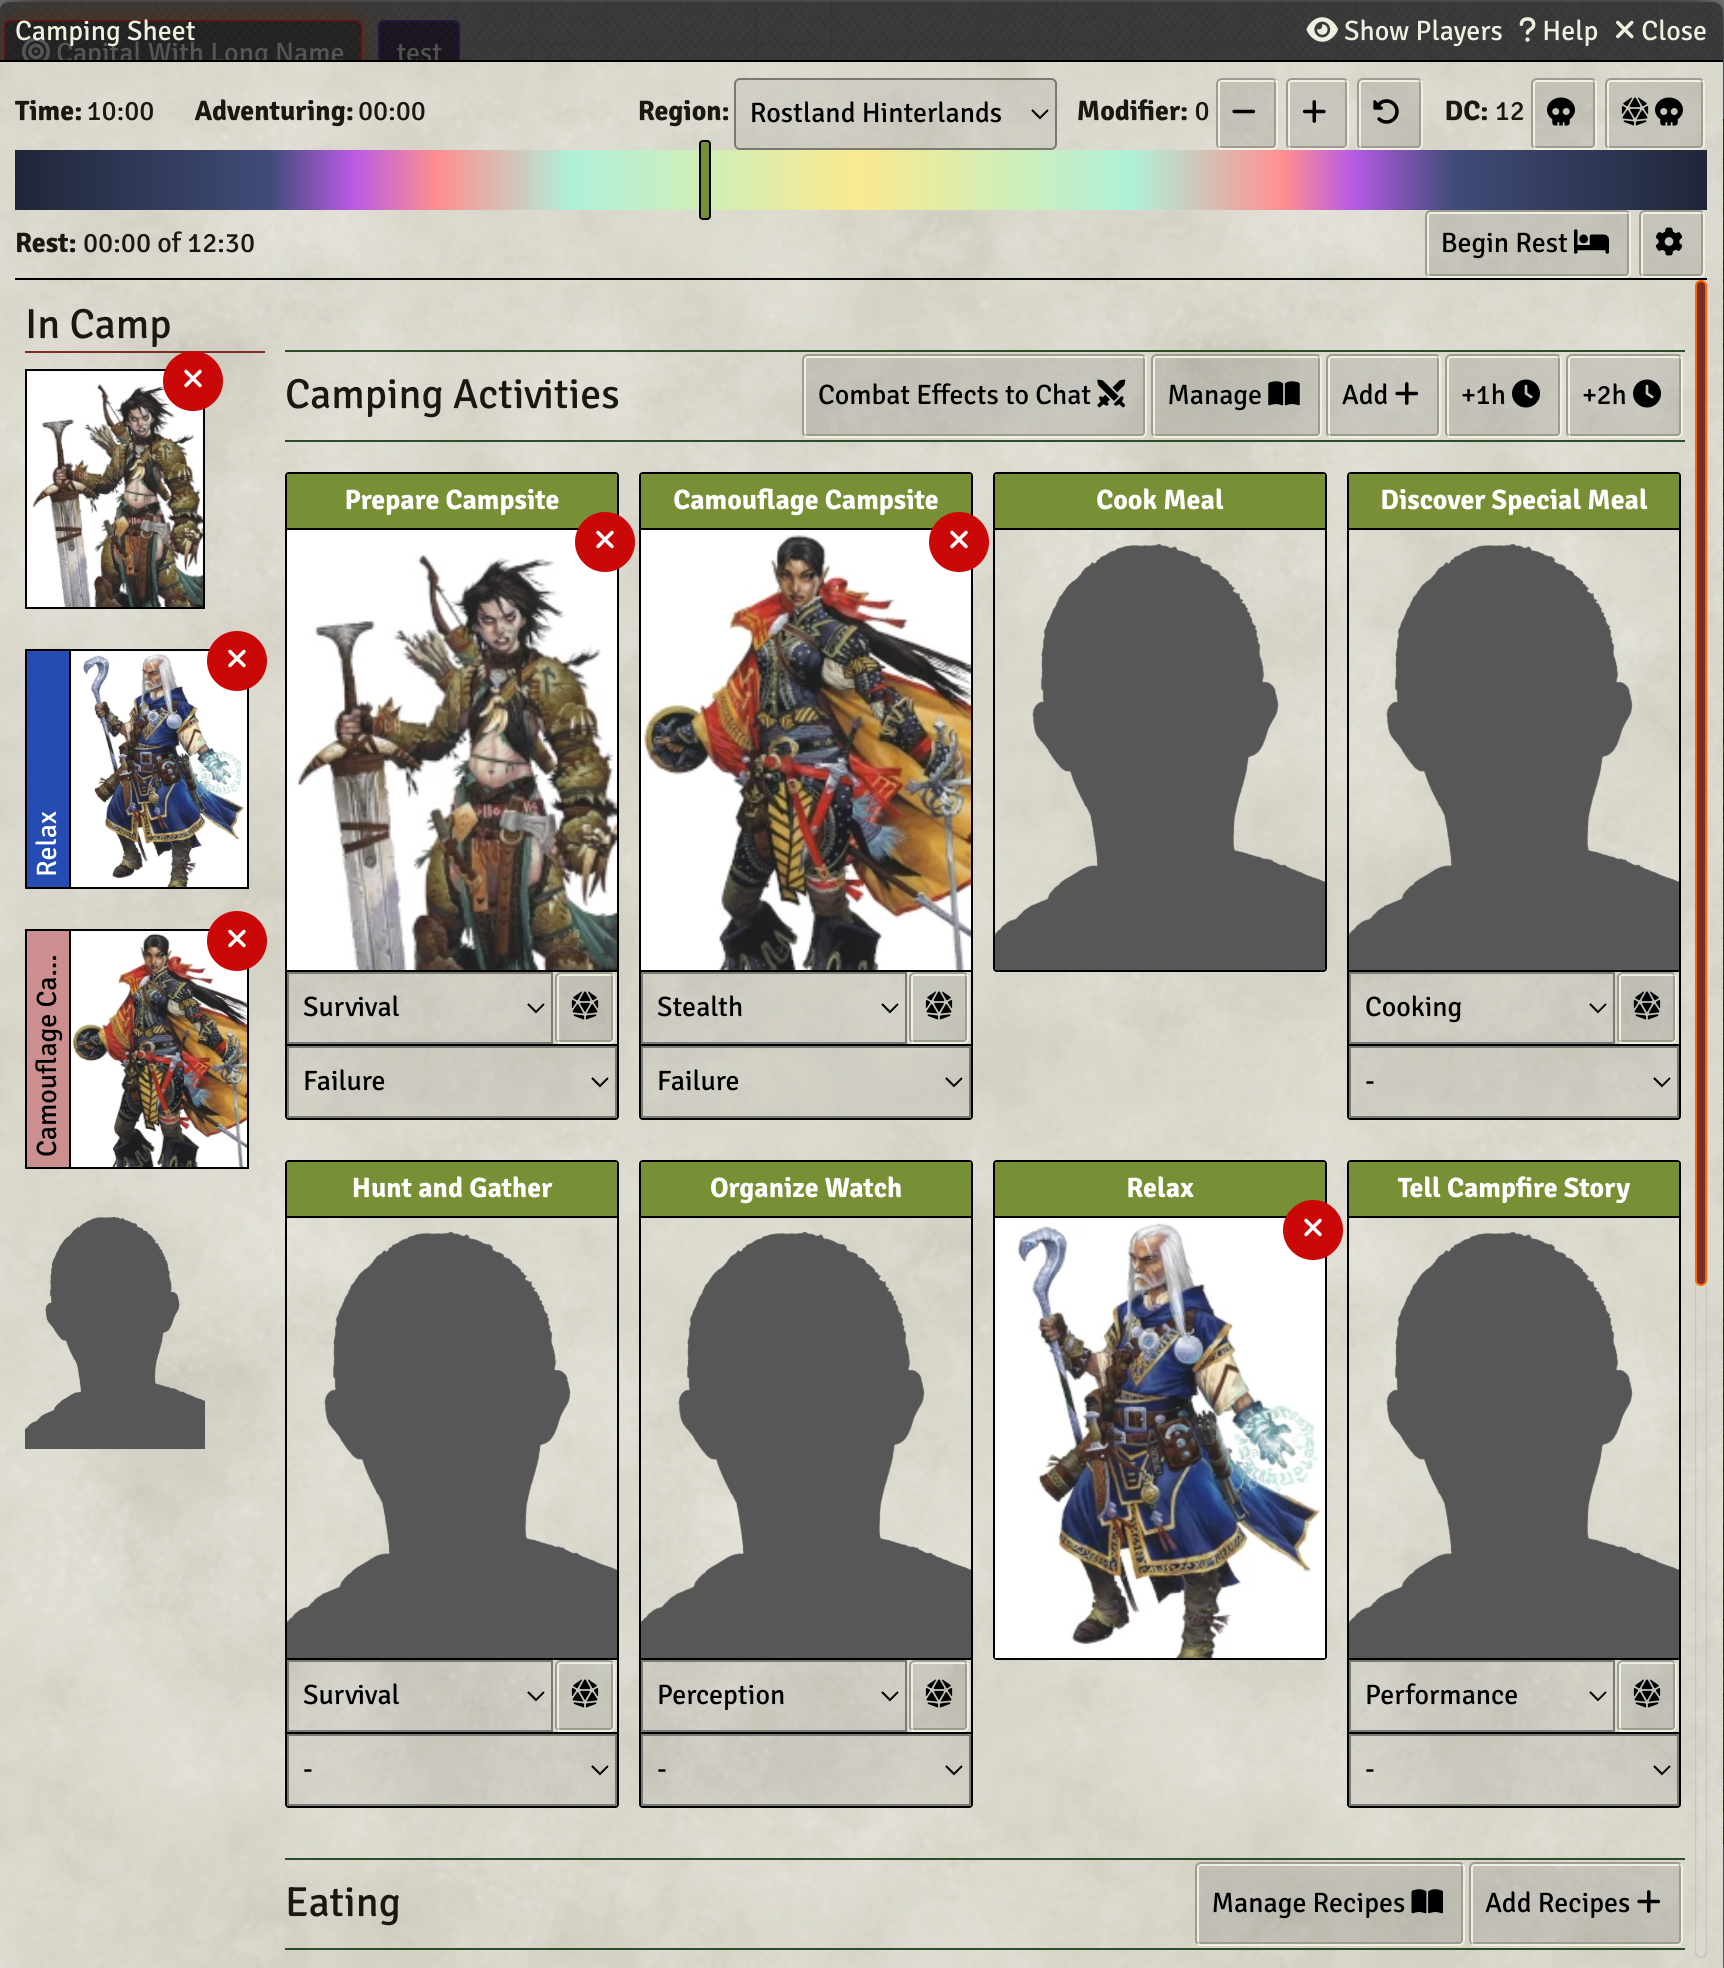 Camping Sheet
Capital With Long Name
test
Show Players
? Help
Close
Time: 10:00
Adventuring: 00:00
Region: Rostland Hinterlands
Modifier: 0
DC: 12
Rest: 00:00 of 12:30
Begin Rest
In Camp
Relax
Camouflage Ca...
Camping Activities
Combat Effects to Chat
Manage
Add +
+1h
+2h
Prepare Campsite
Camouflage Campsite
Cook Meal
Discover Special Meal
Survival
Stealth
Cooking
Failure
Failure
-
Hunt and Gather
Organize Watch
Relax
Tell Campfire Story
Survival
Perception
Performance
-
-
-
Eating
Manage Recipes
Add Recipes +